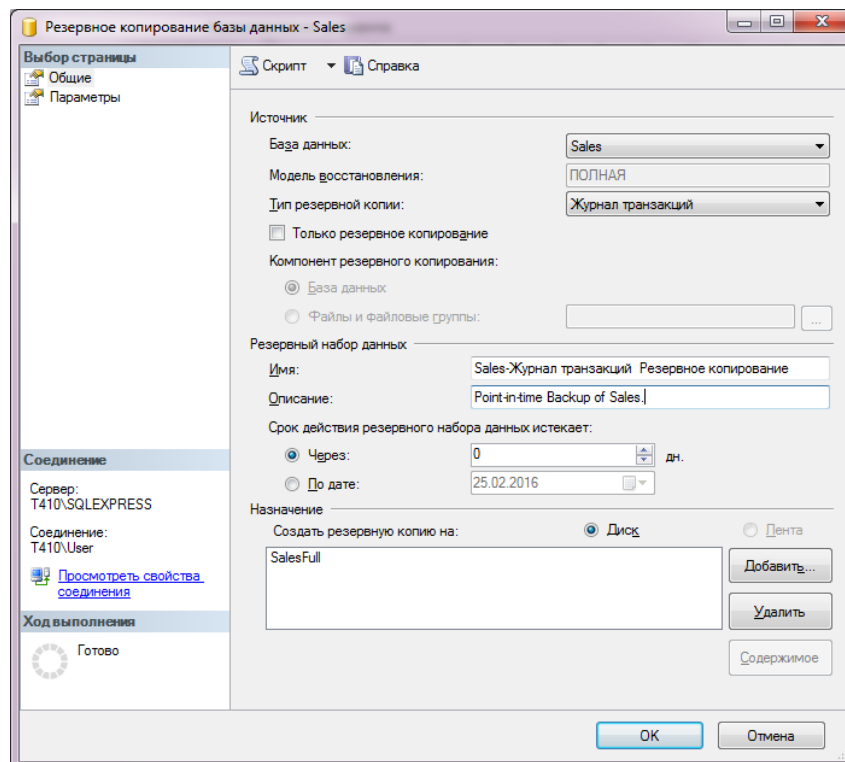 Резервное копирование базы данных - Sales
Выбор страницы
Общие
Параметры
Скрипт
Справка
Источник
База данных:
Sales
Модель восстановления:
ПОЛНАЯ
Тип резервной копии:
Журнал транзакций
Только резервное копирование
Компонент резервного копирования:
База данных
Файлы и файловые группы:
...
Резервный набор данных
Имя:
Sales-Журнал транзакций Резервное копирование
Описание:
Point-in-time Backup of Sales.
Срок действия резервного набора данных истекает:
Через:
0
дн.
По дате:
25.02.2016
Назначение
Создать резервную копию на:
Диск
Лента
SalesFull
Добавить...
Удалить
Содержимое
Соединение
Сервер:
T410\SQLEXPRESS
Соединение:
T410\User
Просмотреть свойства
соединения
Ход выполнения
Готово
OK
Отмена